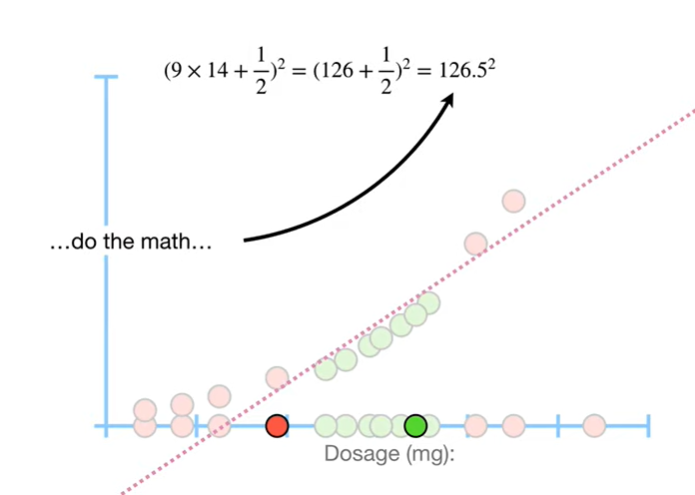 (9 × 14 + 1/2)² = (126 + 1/2)² = 126.5²
...do the math...
Dosage (mg):